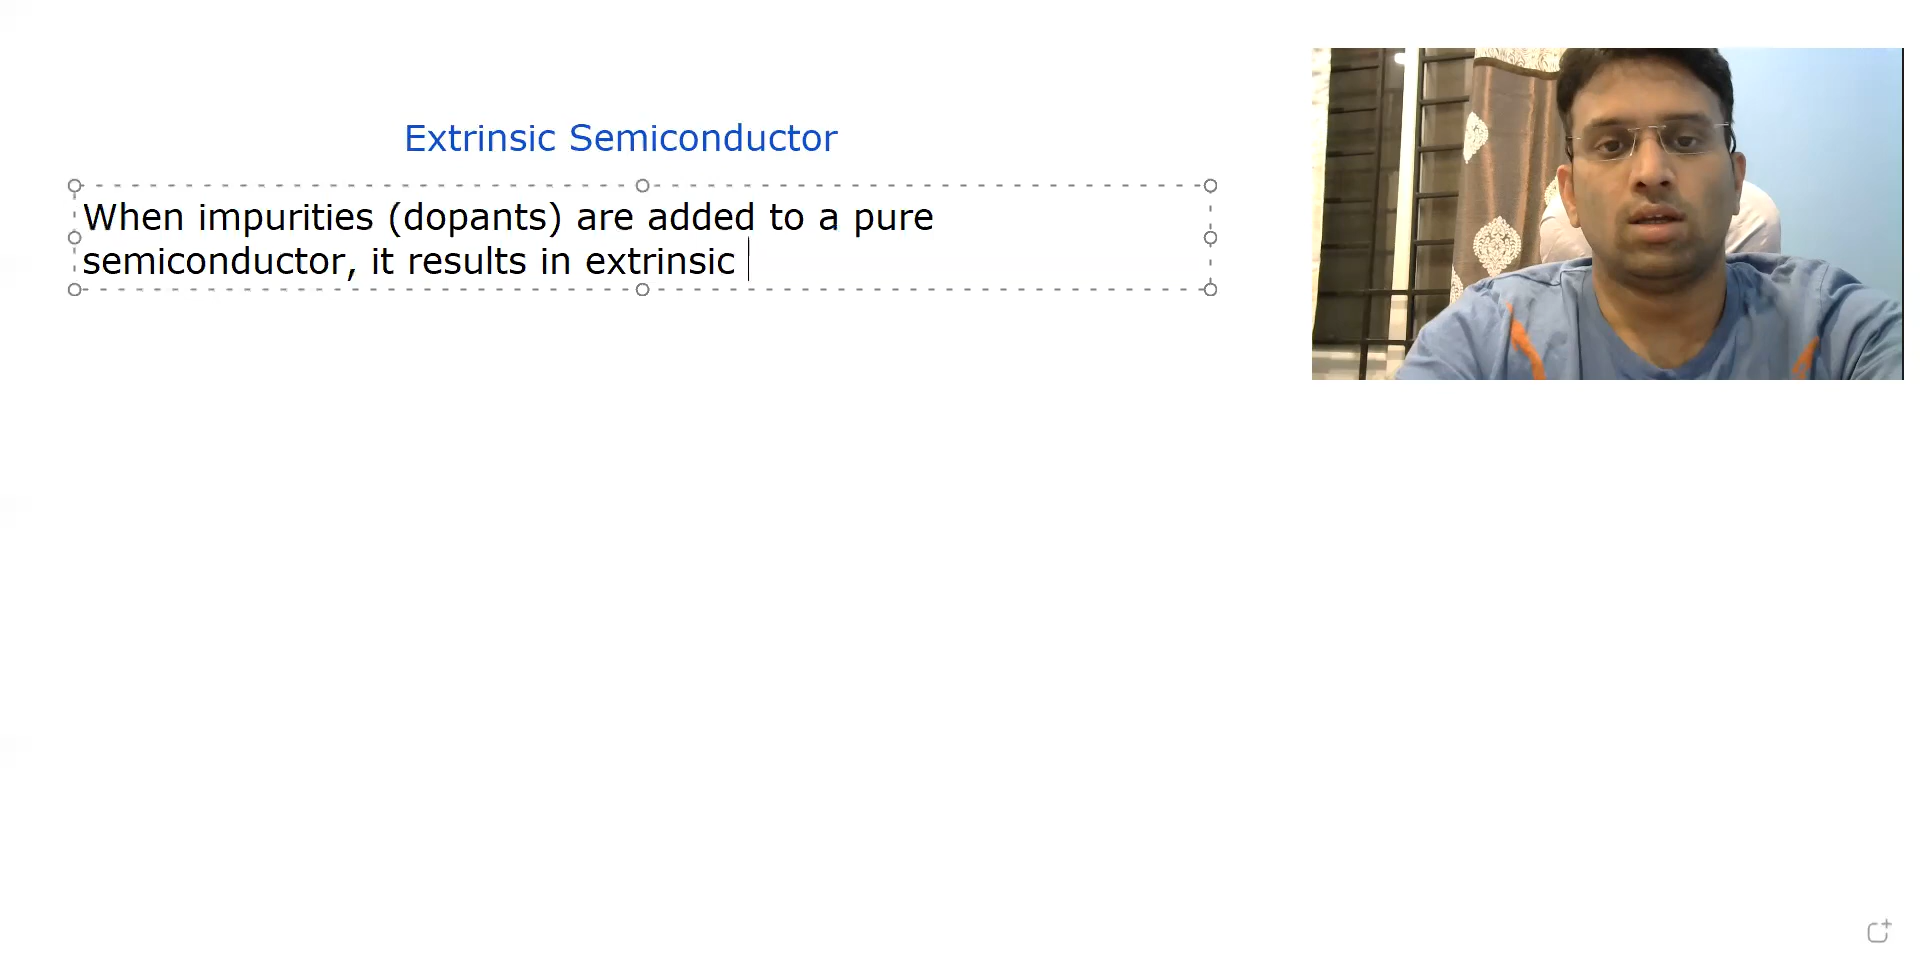 Extrinsic Semiconductor
When impurities (dopants) are added to a pure
semiconductor, it results in extrinsic